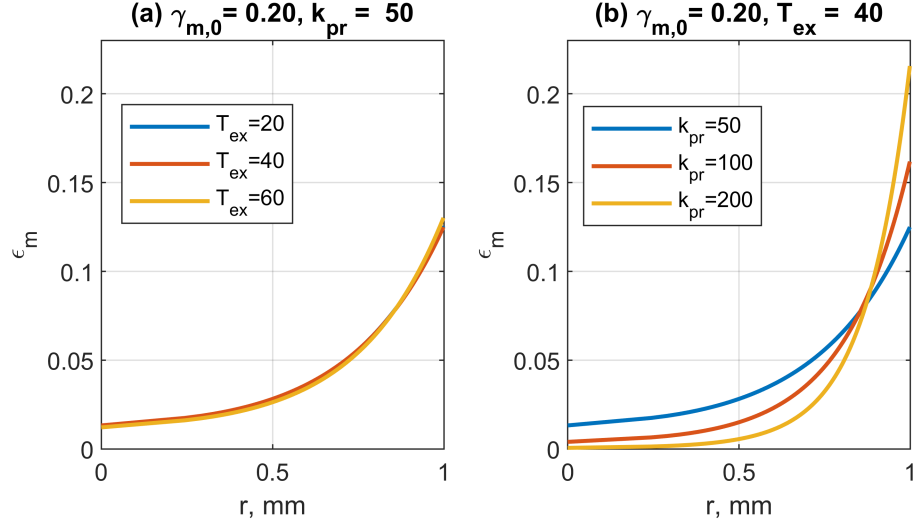 (a) γm,0= 0.20, kpr = 50
0.2
0.15
0.1
0.05
0
ϵm
Tex=20
Tex=40
Tex=60
0
0.5
1
r, mm
(b) γm,0= 0.20, Tex = 40
0.2
0.15
0.1
0.05
0
ϵm
kpr=50
kpr=100
kpr=200
0
0.5
1
r, mm